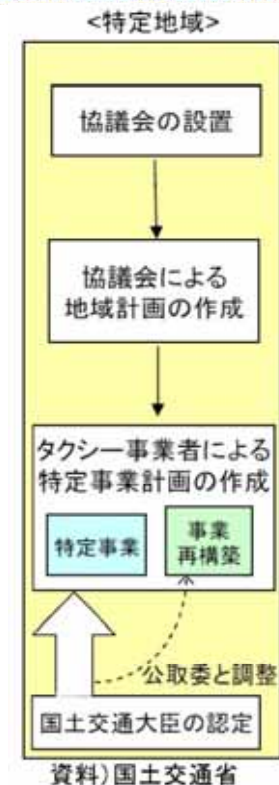 <特定地域>
協議会の設置
協議会による
地域計画の作成
タクシー事業者による
特定事業計画の作成
特定事業
事業
再構築
公取委と調整
国土交通大臣の認定
資料)国土交通省